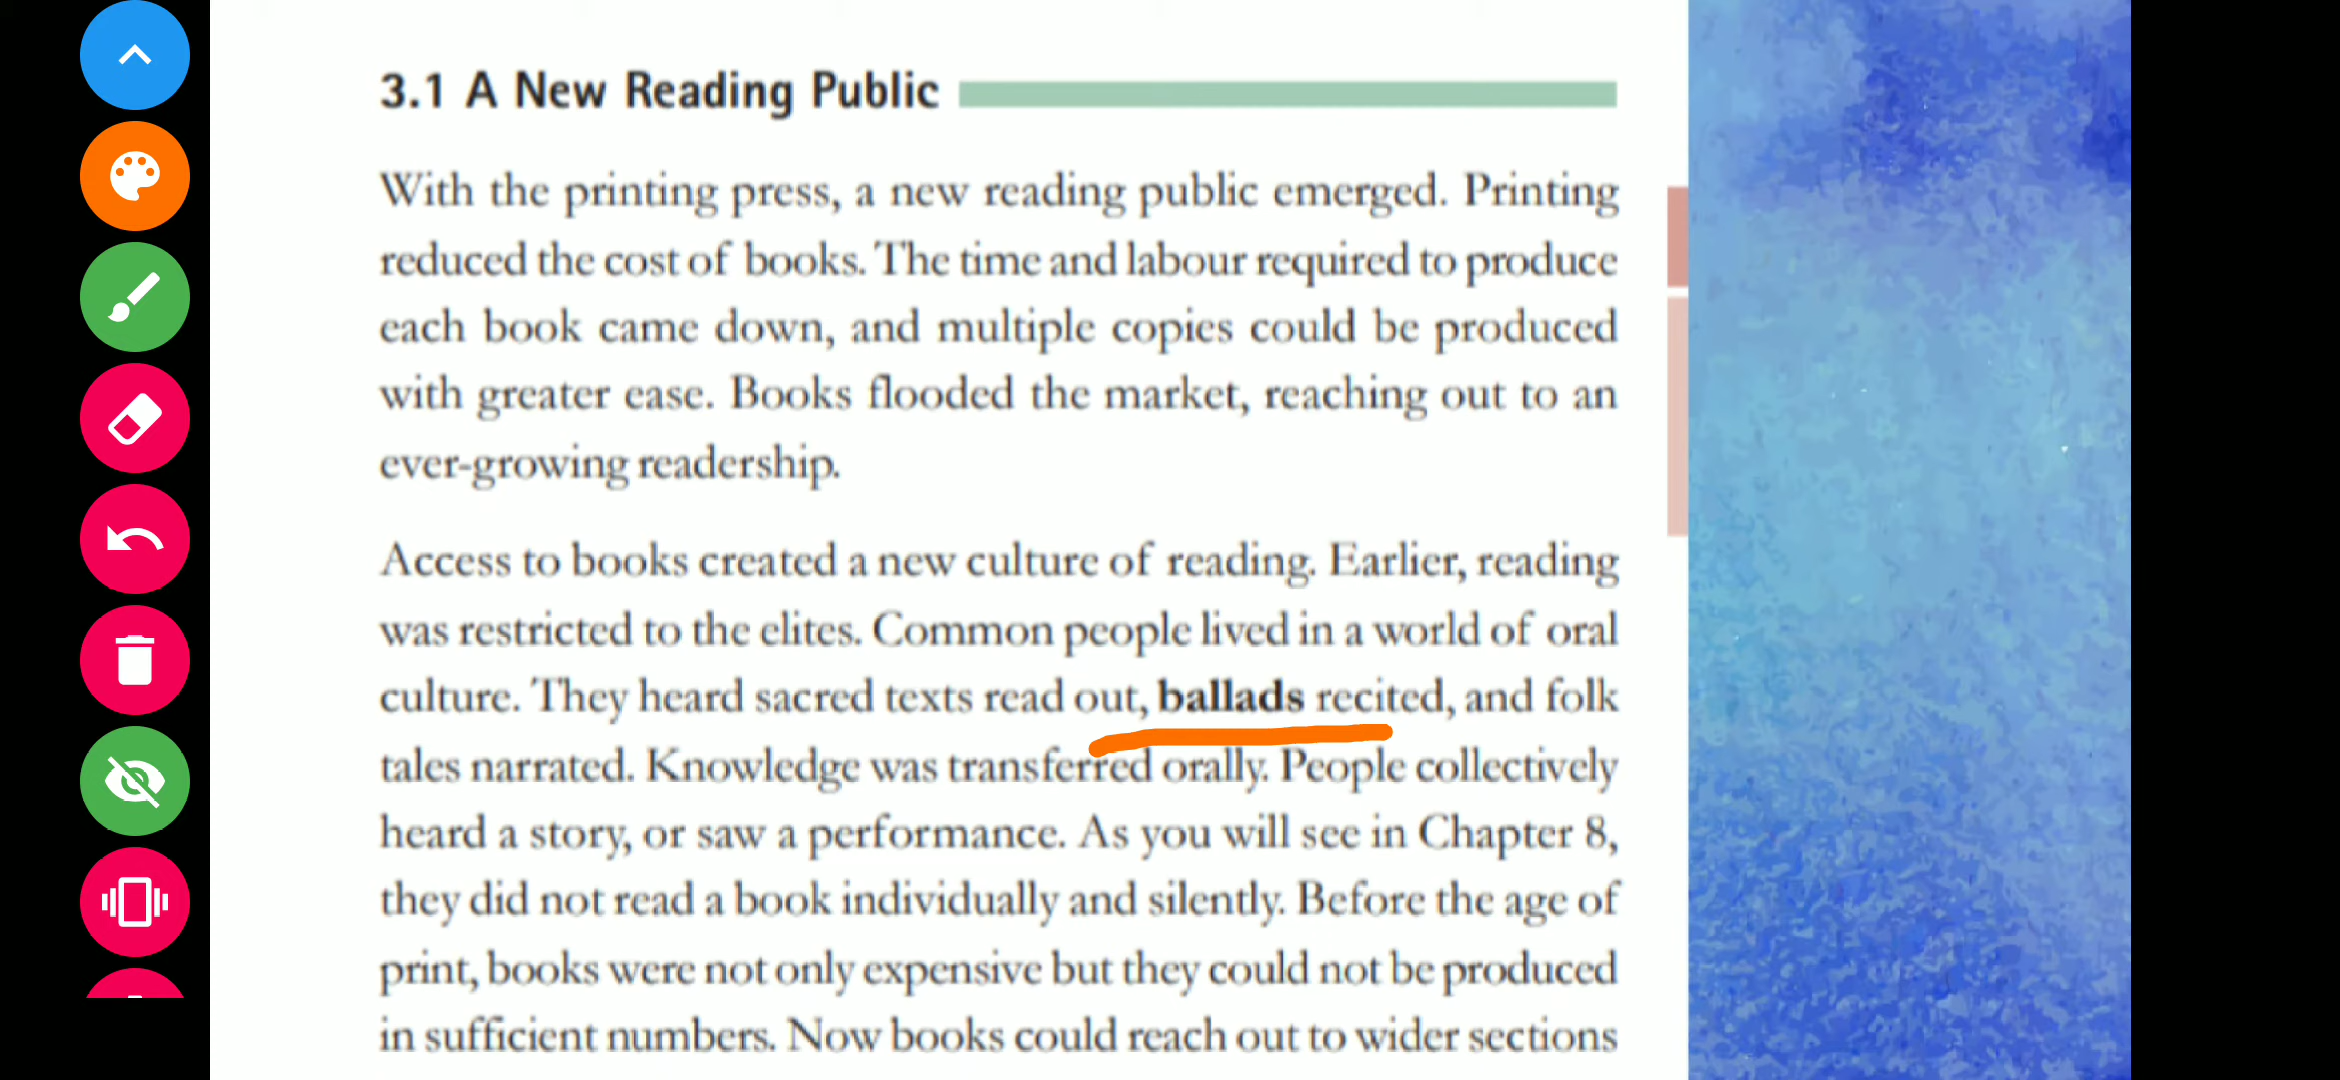 3.1 A New Reading Public
With the printing press, a new reading public emerged. Printing
reduced the cost of books. The time and labour required to produce
each book came down, and multiple copies could be produced
with greater ease. Books flooded the market, reaching out to an
ever-growing readership.
Access to books created a new culture of reading. Earlier, reading
was restricted to the elites. Common people lived in a world of oral
culture. They heard sacred texts read out, ballads recited, and folk
tales narrated. Knowledge was transferred orally. People collectively
heard a story, or saw a performance. As you will see in Chapter 8,
they did not read a book individually and silently. Before the age of
print, books were not only expensive but they could not be produced
in sufficient numbers. Now books could reach out to wider sections